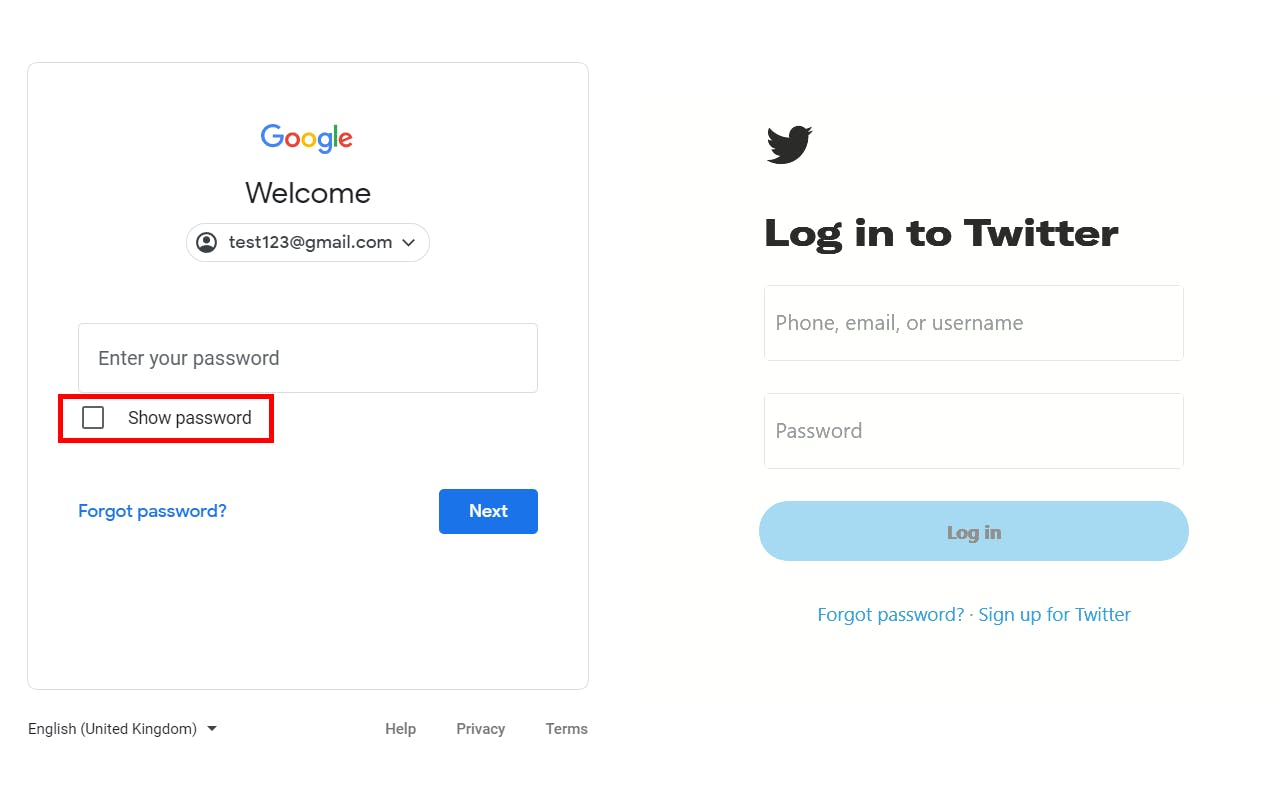 Google
Welcome
test123@gmail.com
Enter your password
Show password
Forgot password?
Next
English (United Kingdom)
Help
Privacy
Terms
Log in to Twitter
Phone, email, or username
Password
Log in
Forgot password? · Sign up for Twitter